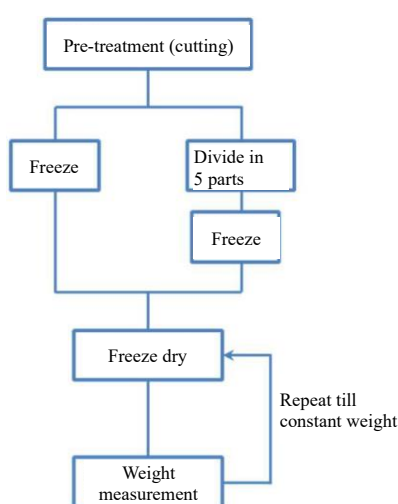 Pre-treatment (cutting)
Freeze
Divide in
5 parts
Freeze
Freeze dry
Repeat till
constant weight
Weight
measurement